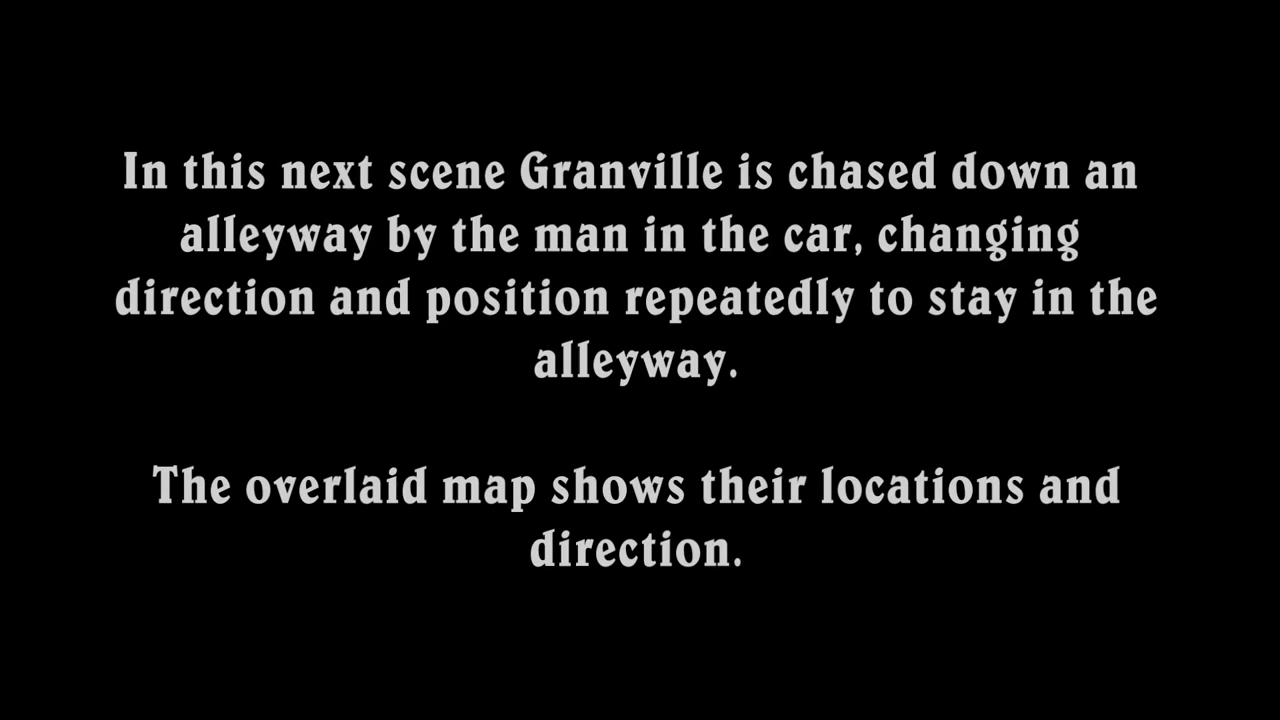 In this next scene Granville is chased down an
alleyway by the man in the car, changing
direction and position repeatedly to stay in the
alleyway.
The overlaid map shows their locations and
direction.